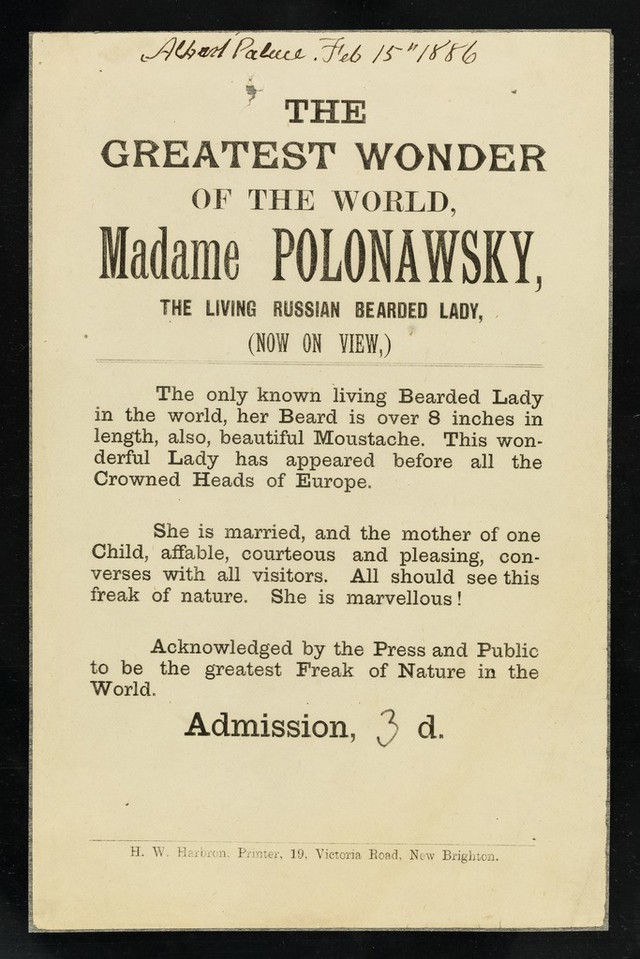 Albert Palace. Feb 15" 1886
THE
GREATEST WONDER
OF THE WORLD,
Madame POLONAWSKY,
THE LIVING RUSSIAN BEARDED LADY,
(NOW ON VIEW,)
The only known living Bearded Lady
in the world, her Beard is over 8 inches in
length, also, beautiful Moustache. This won-
derful Lady has appeared before all the
Crowned Heads of Europe.
She is married, and the mother of one
Child, affable, courteous and pleasing, con-
verses with all visitors. All should see this
freak of nature. She is marvellous!
Acknowledged by the Press and Public
to be the greatest Freak of Nature in the
World.
Admission, 3 d.
H. W. Harbron, Printer, 19, Victoria Road, New Brighton.